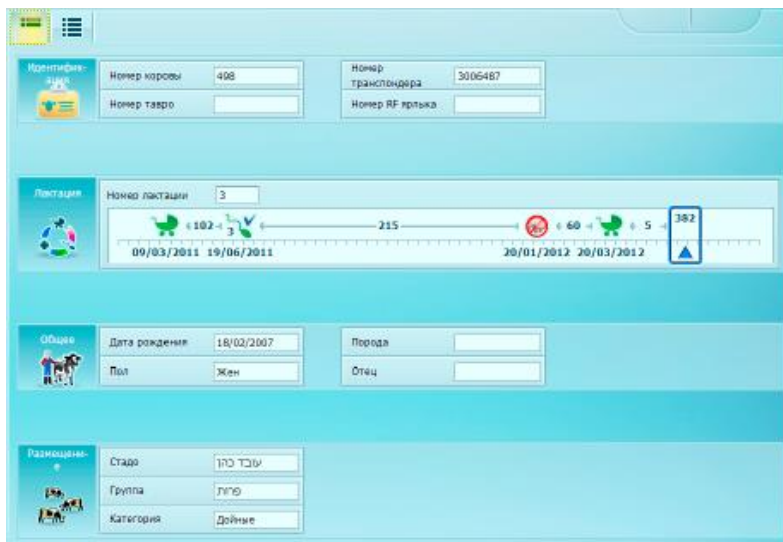 Идентифик-
ация
Номер коровы 498
Номер
транспондера 3006487
Номер тавро
Номер RF ярлыка
Лактация
Номер лактации 3
102 3 215 60 5 382
09/03/2011 19/06/2011 20/01/2012 20/03/2012
Общее
Дата рождения 18/02/2007
Порода
Пол Жен
Отец
Размещени-
е
Стадо עובד כהן
Группа פרות
Категория Дойные